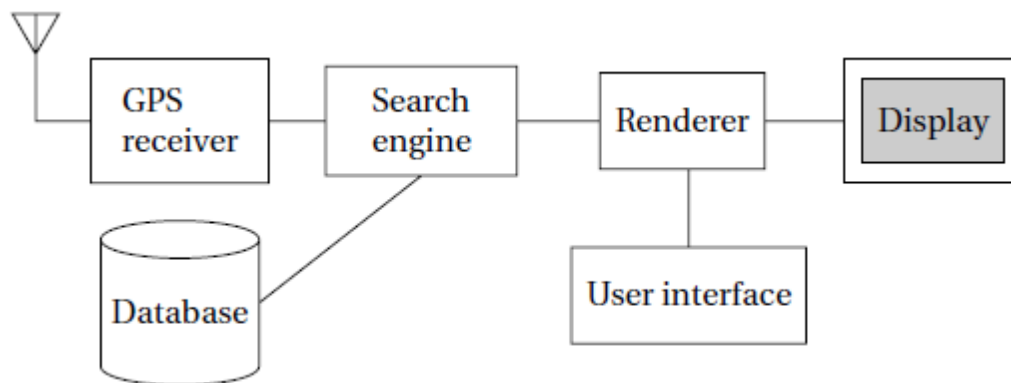 GPS
receiver
Search
engine
Renderer
Display
Database
User interface